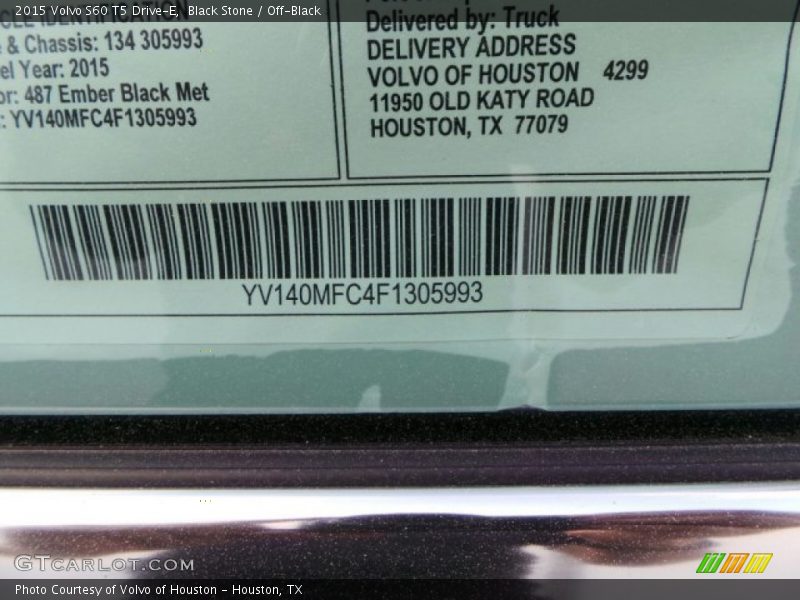 2015 Volvo S60 T5 Drive-E, Black Stone / Off-Black
IDENTIFICATION
& Chassis: 134 305993
Year: 2015
487 Ember Black Met
YV140MFC4F1305993
Delivered by: Truck
DELIVERY ADDRESS
VOLVO OF HOUSTON 4299
11950 OLD KATY ROAD
HOUSTON, TX 77079
YV140MFC4F1305993
GTCARLOT.COM
Photo Courtesy of Volvo of Houston - Houston, TX